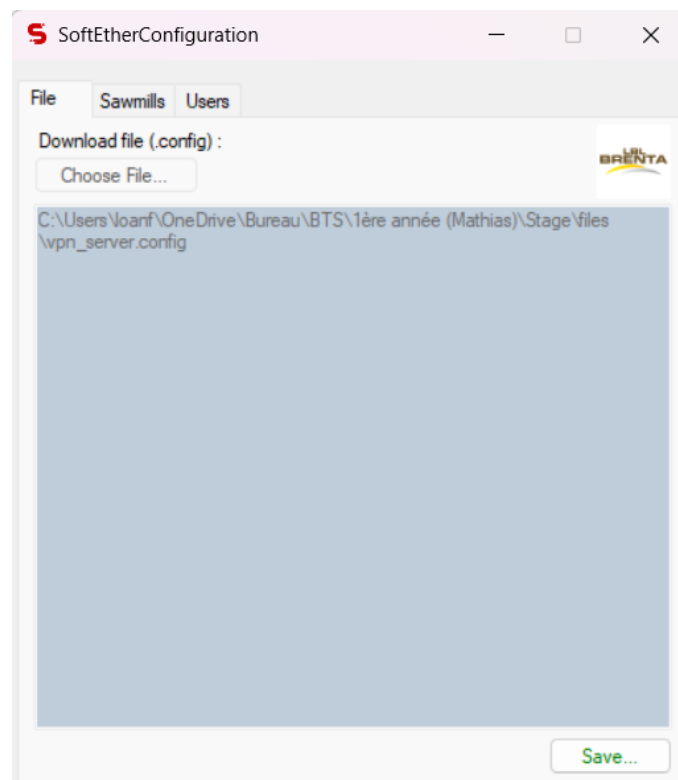 SoftEtherConfiguration
File Sawmills Users
Download file (.config) :
LBL
BRENTA
Choose File...
C:\Users\loanf\OneDrive\Bureau\BTS\1ère année (Mathias)\Stage\files
\vpn_server.config
Save...